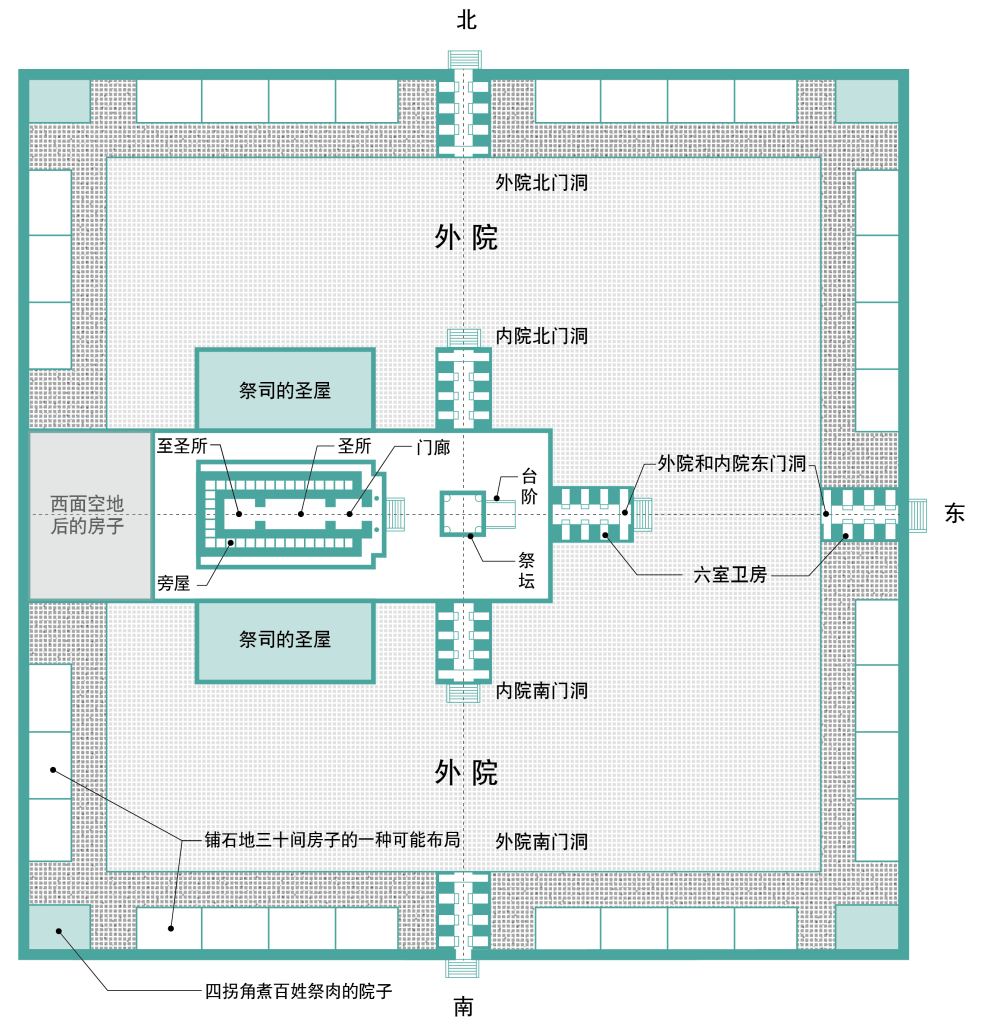 北
外院北门洞
外 院
内院北门洞
祭司的圣屋
至圣所
圣所
门廊
台
阶
外院和内院东门洞
西面空地
后的房子
东
旁屋
祭
坛
六室卫房
祭司的圣屋
内院南门洞
外 院
铺石地三十间房子的一种可能布局
外院南门洞
四拐角煮百姓祭肉的院子
南